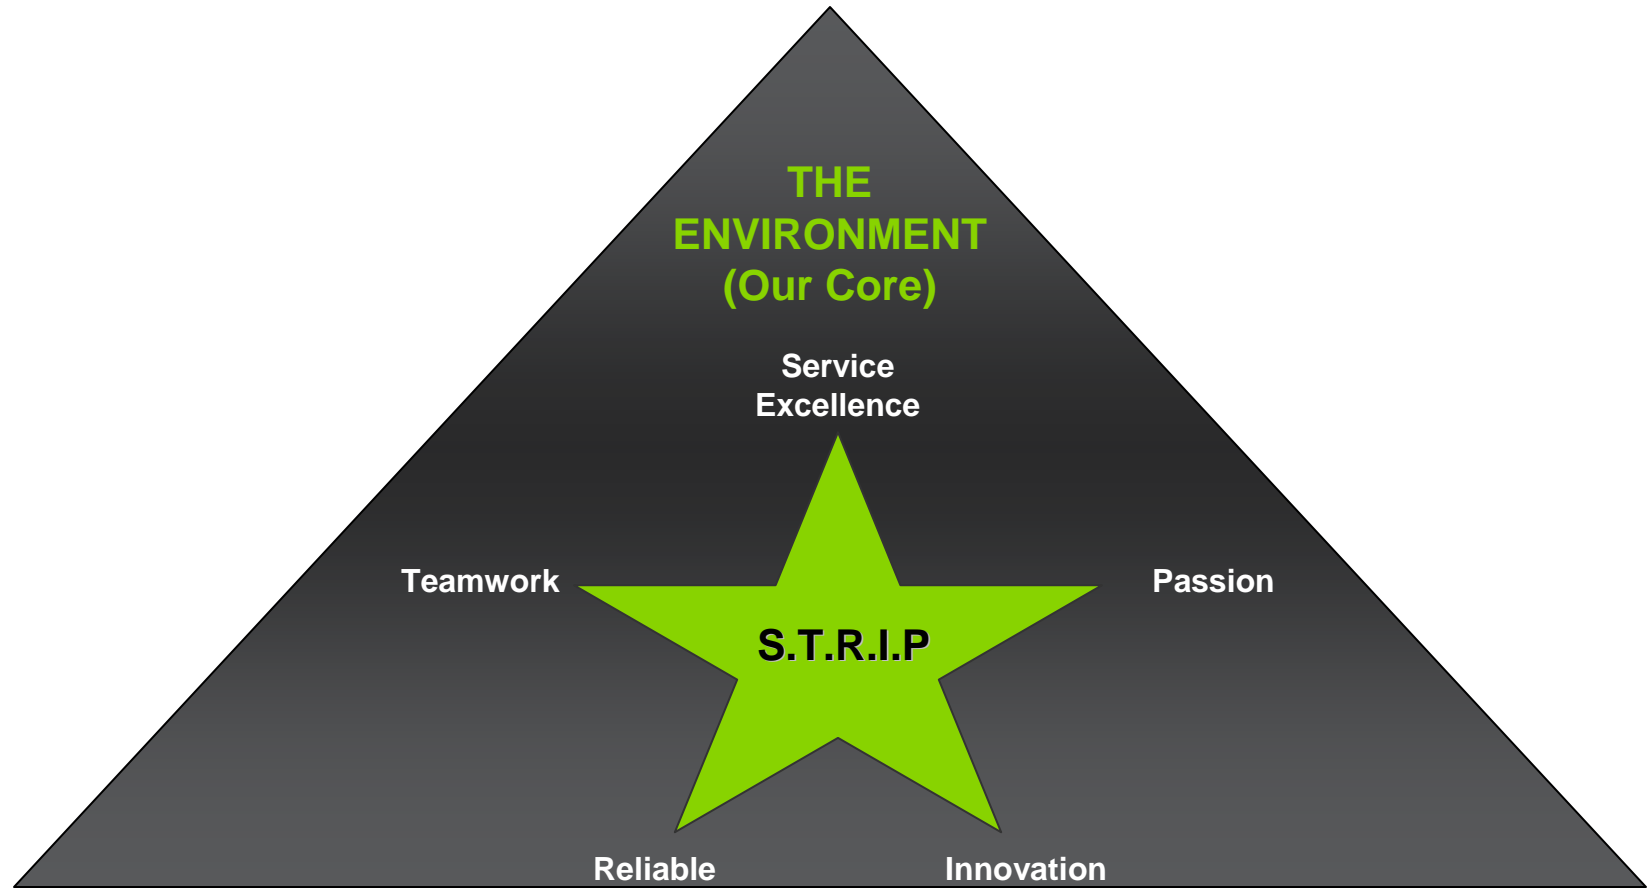 THE
ENVIRONMENT
(Our Core)
Service
Excellence
Teamwork
Passion
S.T.R.I.P
Reliable
Innovation